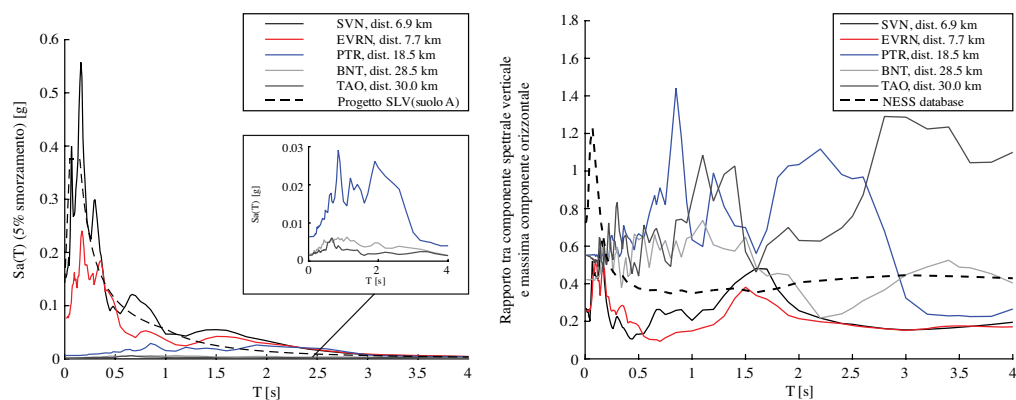 SVN, dist. 6.9 km
EVRN, dist. 7.7 km
PTR, dist. 18.5 km
BNT, dist. 28.5 km
TAO, dist. 30.0 km
Progetto SLV(suolo A)
Sa(T) (5% smorzamento) [g]
0.6
0.5
0.4
0.3
0.2
0.1
0
0 0.5 1 1.5 2 2.5 3 3.5 4
T [s]
Sa(T) [g]
0.03
0.02
0.01
0
0 2 4
T [s]
SVN, dist. 6.9 km
EVRN, dist. 7.7 km
PTR, dist. 18.5 km
BNT, dist. 28.5 km
TAO, dist. 30.0 km
NESS database
Rapporto tra componente spettrale verticale
e massima componente orizzontale
1.8
1.6
1.4
1.2
1
0.8
0.6
0.4
0.2
0
0 0.5 1 1.5 2 2.5 3 3.5 4
T [s]